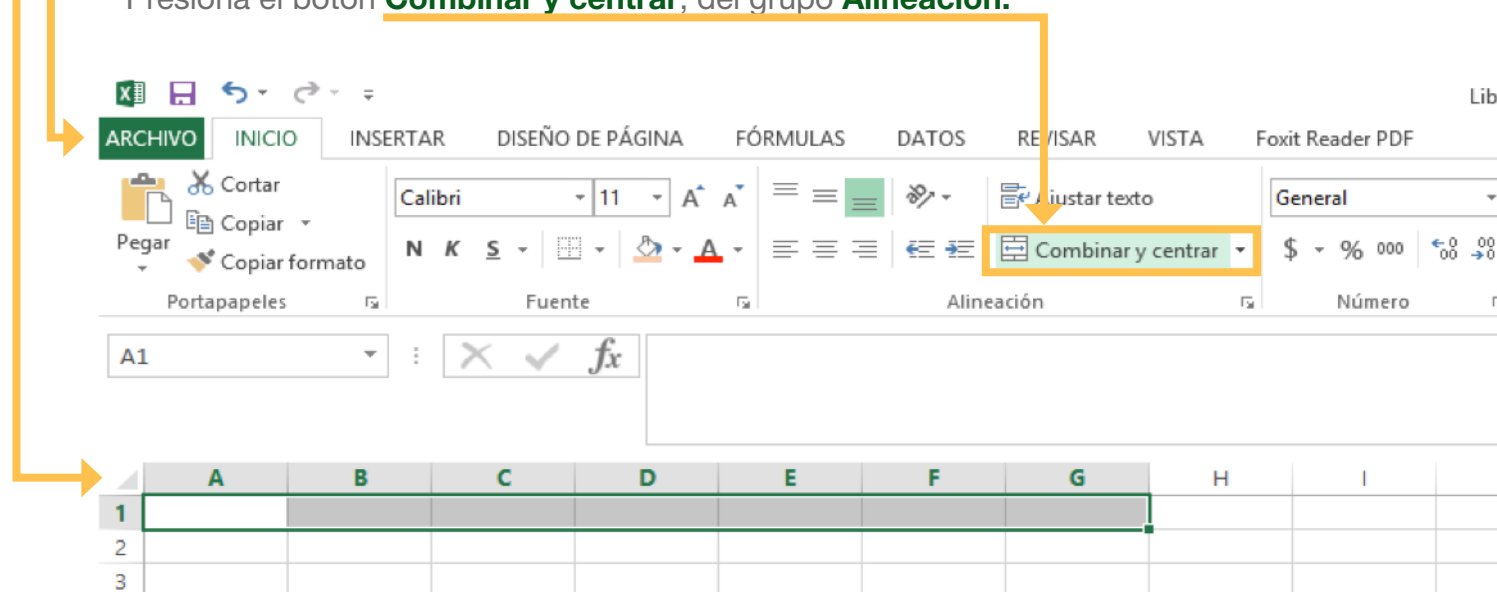 Presiona el botón Combinar y centrar, del grupo Alineación.
Lib
ARCHIVO INICIO INSERTAR DISEÑO DE PÁGINA FÓRMULAS DATOS REVISAR VISTA Foxit Reader PDF
Cortar
Calibri 11 A A Ajustar texto General
Copiar
Pegar
N K S A Combinar y centrar $ % 000
Copiar formato
Portapapeles Fuente Alineación Número
A1 fx
A B C D E F G H I
1
2
3